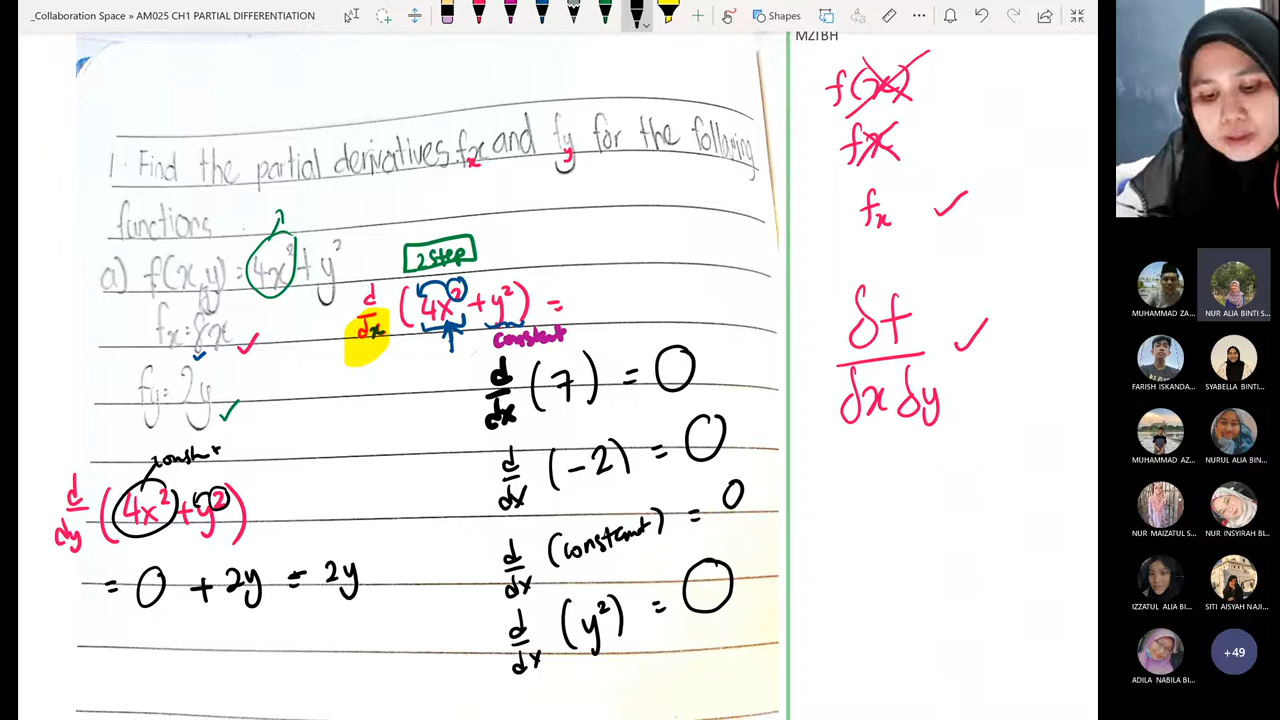 _Collaboration Space » AM025 CH1 PARTIAL DIFFERENTIATION
Shapes
MZIBH
1. Find the partial derivatives fx and fy for the following
functions
a) f(x,y) = 4x² + y²
fx = 8x
fy = 2y
2 step
d/dx (4x² + y²) =
constant
d/dx (7) = 0
d/dx (-2) = 0
d/dx (constant) = 0
d/dx (y²) = 0
d/dy (4x² + y²)
= 0 + 2y = 2y
f(x)
fx
fx ✓
δf
δx δy ✓
MUHAMMAD ZA...
NUR ALIA BINTI S...
FARISH ISKANDA...
SYABELLA BINTI...
MUHAMMAD AZ...
NURUL ALIA BIN...
NUR MAIZATUL S...
NUR INSYIRAH BI...
IZZATUL ALIA BI...
SITI AISYAH NAJI...
ADILA NABILA BI...
+49